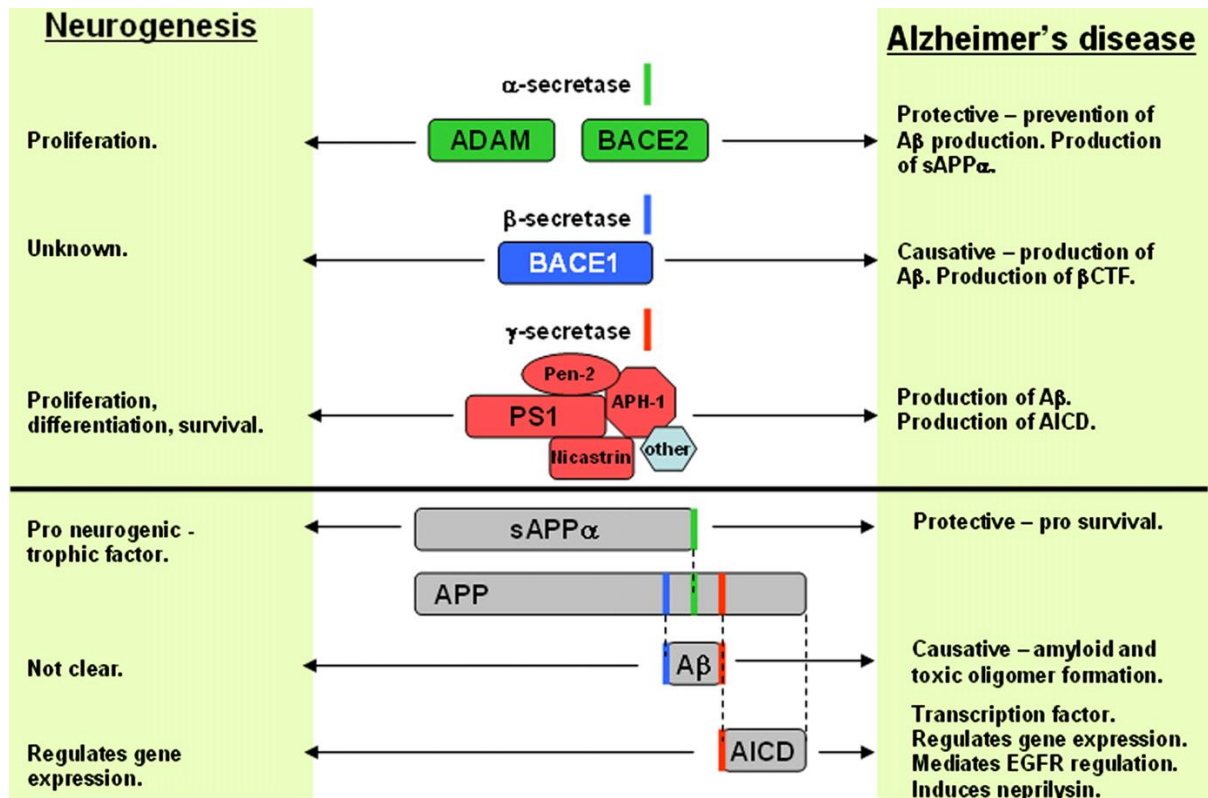 Neurogenesis
Alzheimer's disease
α-secretase
Proliferation.
ADAM
BACE2
Protective – prevention of
Aβ production. Production
of sAPPα.
β-secretase
Unknown.
BACE1
Causative – production of
Aβ. Production of βCTF.
γ-secretase
Pen-2
APH-1
PS1
Nicastrin
other
Proliferation,
differentiation, survival.
Production of Aβ.
Production of AICD.
Pro neurogenic -
trophic factor.
sAPPα
Protective – pro survival.
APP
Not clear.
Aβ
Causative – amyloid and
toxic oligomer formation.
Regulates gene
expression.
AICD
Transcription factor.
Regulates gene expression.
Mediates EGFR regulation.
Induces neprilysin.